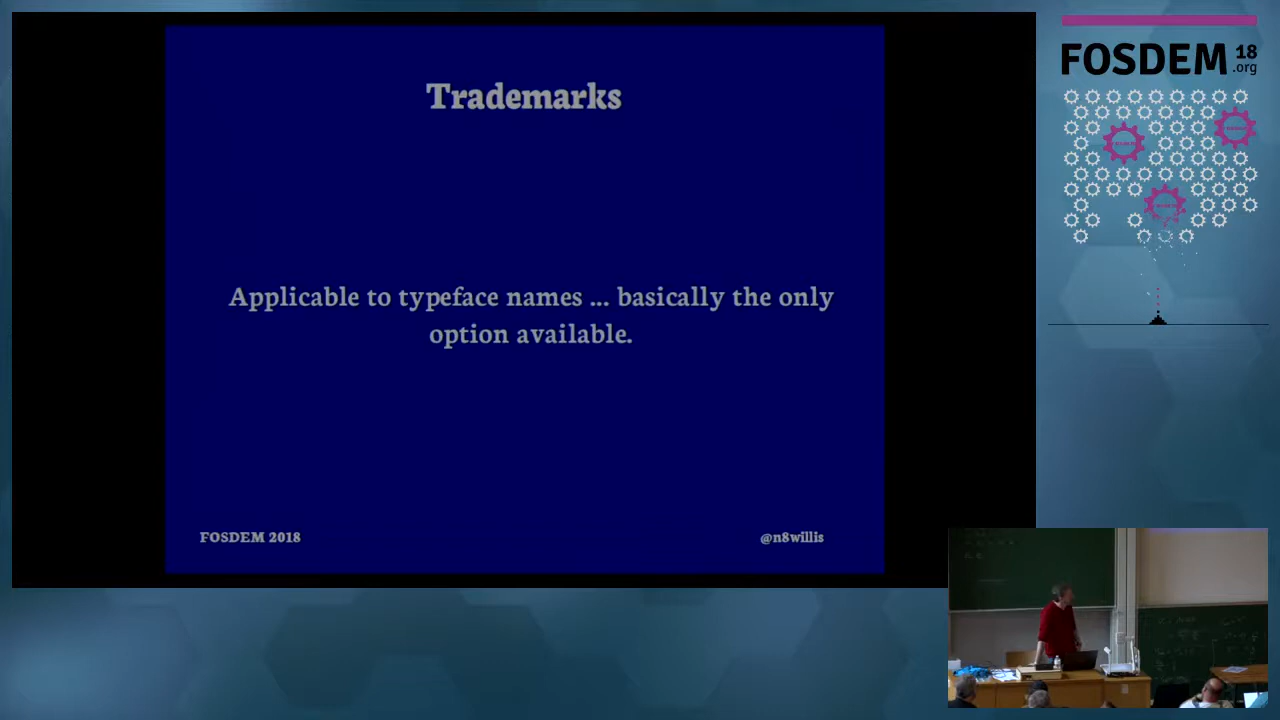 Trademarks
Applicable to typeface names ... basically the only
option available.
FOSDEM 2018
@n8willis
FOSDEM 18
.org